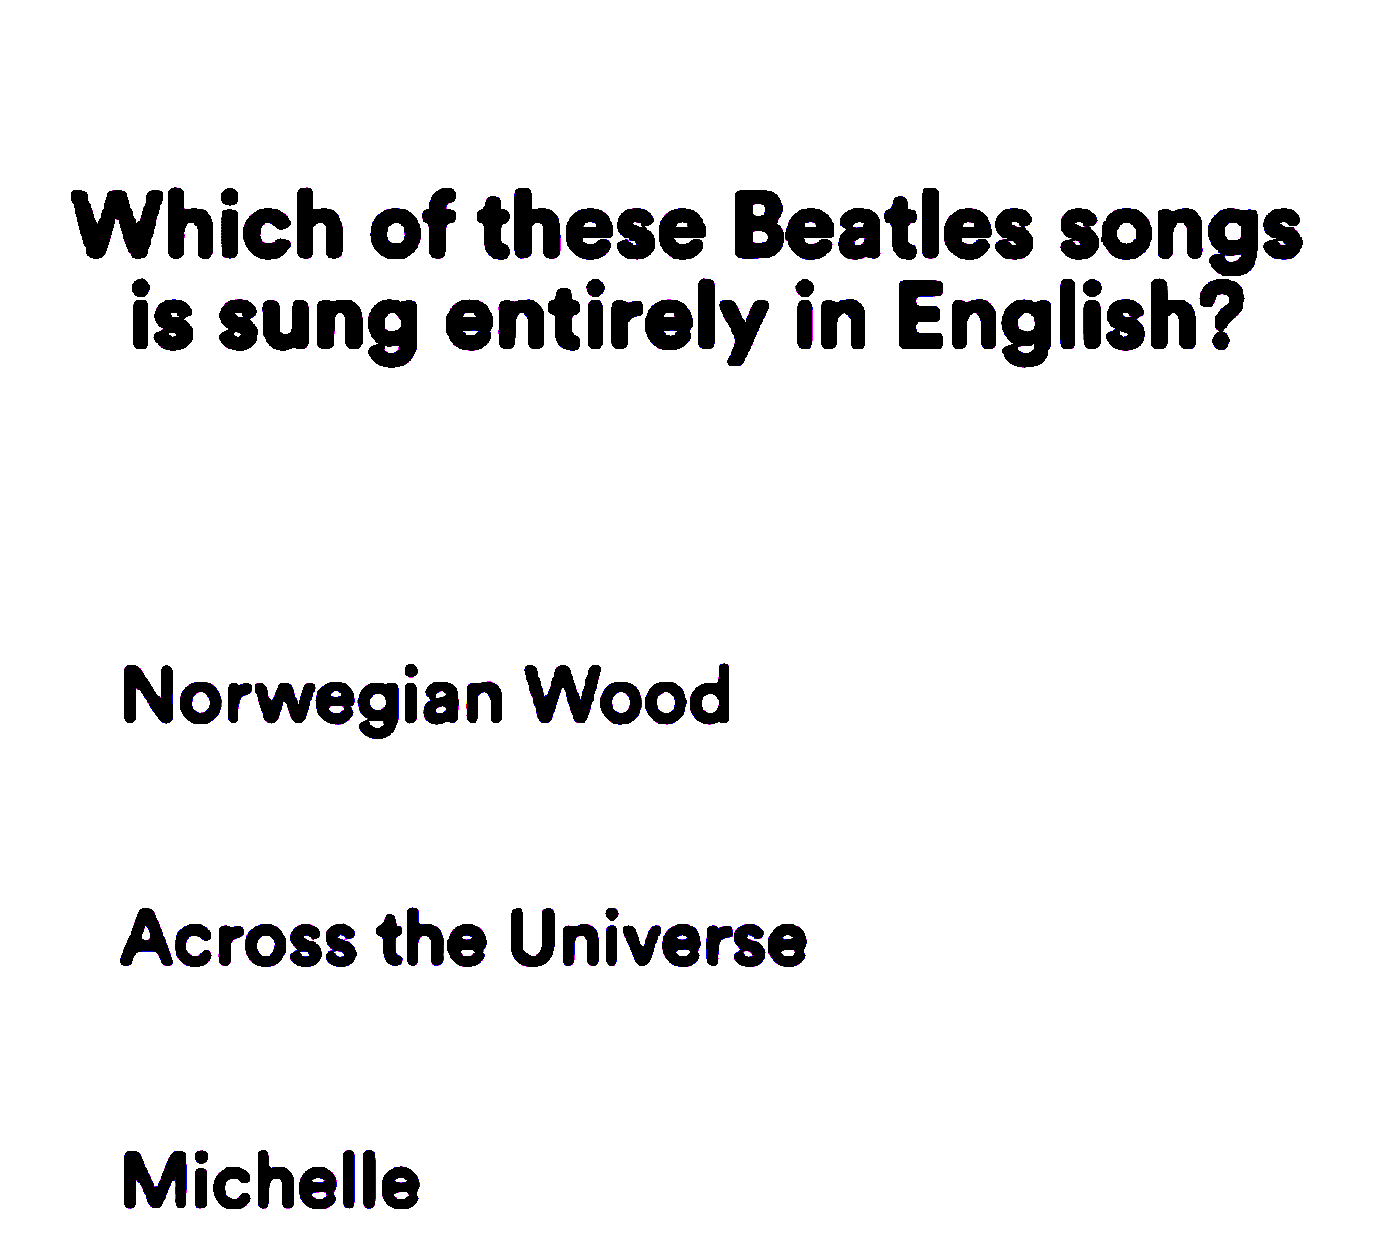 Which of these Beatles songs
is sung entirely in English?
Norwegian Wood
Across the Universe
Michelle